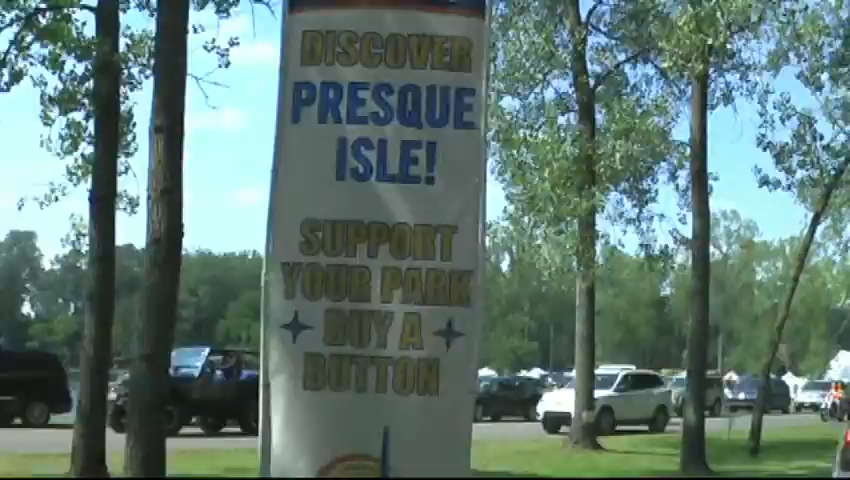 DISCOVER
PRESQUE
ISLE!
SUPPORT
YOUR PARK
BUY A
BUTTON